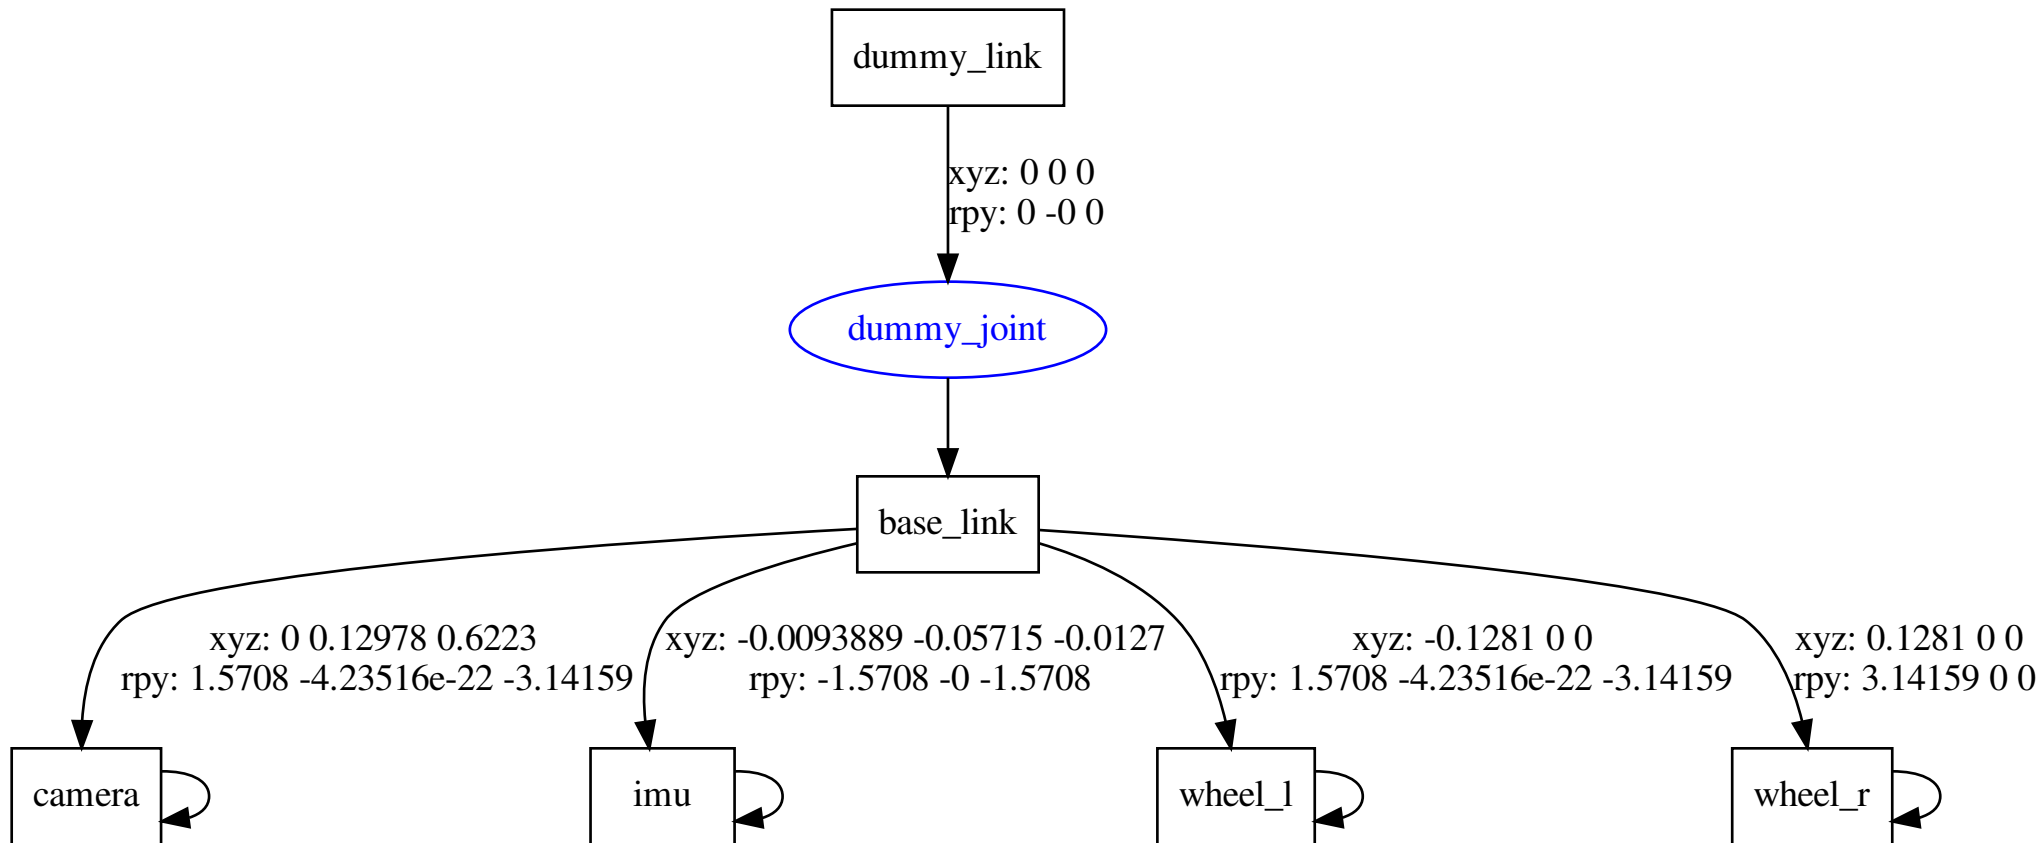 dummy_link
xyz: 0 0 0
rpy: 0 -0 0
dummy_joint
base_link
xyz: 0 0.12978 0.6223
rpy: 1.5708 -4.23516e-22 -3.14159
xyz: -0.0093889 -0.05715 -0.0127
rpy: -1.5708 -0 -1.5708
xyz: -0.1281 0 0
rpy: 1.5708 -4.23516e-22 -3.14159
xyz: 0.1281 0 0
rpy: 3.14159 0 0
camera
imu
wheel_l
wheel_r